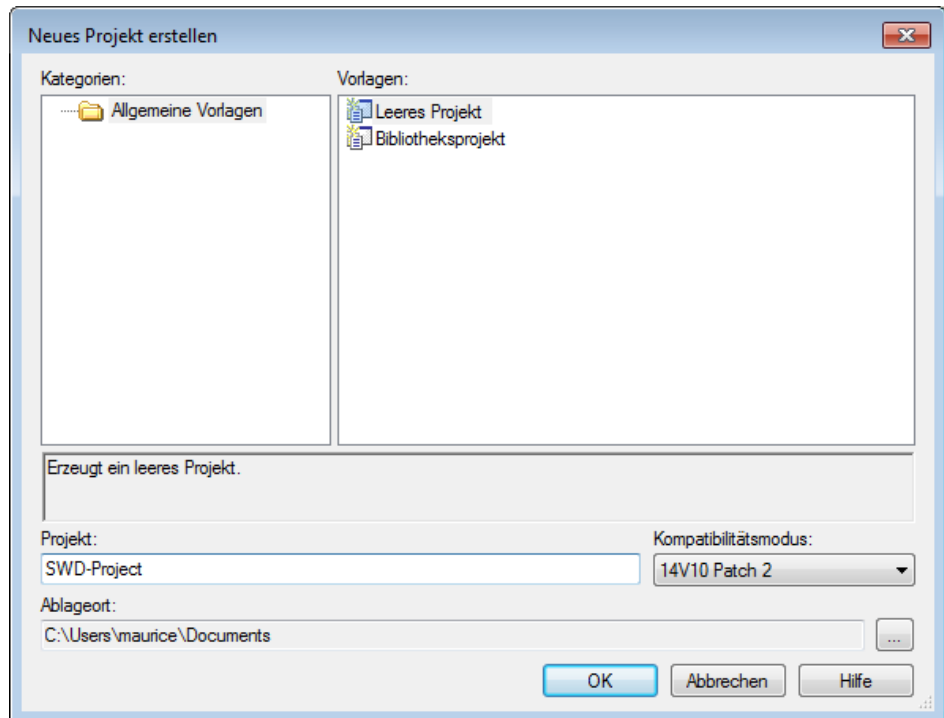 Neues Projekt erstellen
Kategorien:
Vorlagen:
Allgemeine Vorlagen
Leeres Projekt
Bibliotheksprojekt
Erzeugt ein leeres Projekt.
Projekt:
Kompatibilitätsmodus:
SWD-Project
14V10 Patch 2
Ablageort:
C:\Users\maurice\Documents
...
OK
Abbrechen
Hilfe